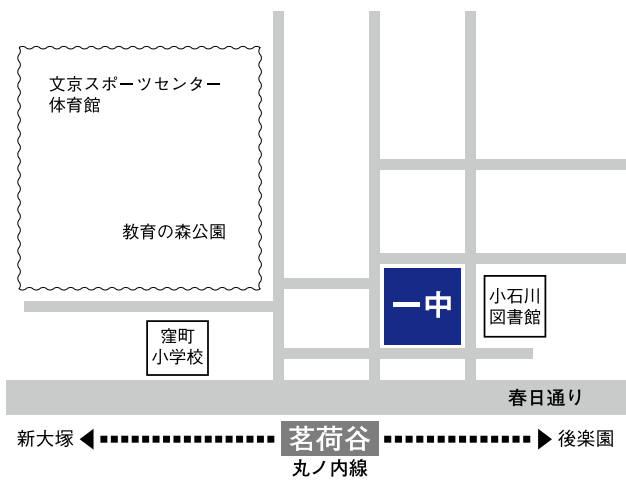 文京スポーツセンター
体育館
教育の森公園
一中
小石川
図書館
窪町
小学校
春日通り
新大塚
茗荷谷
後楽園
丸ノ内線